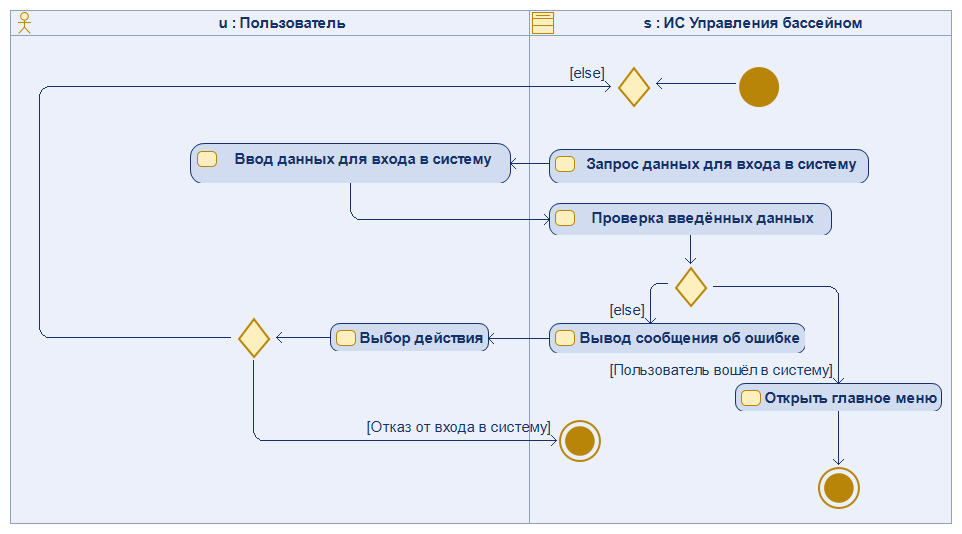 u : Пользователь
s : ИС Управления бассейном
[else]
Ввод данных для входа в систему
Запрос данных для входа в систему
Проверка введённых данных
[else]
Выбор действия
Вывод сообщения об ошибке
[Пользователь вошёл в систему]
Открыть главное меню
[Отказ от входа в систему]